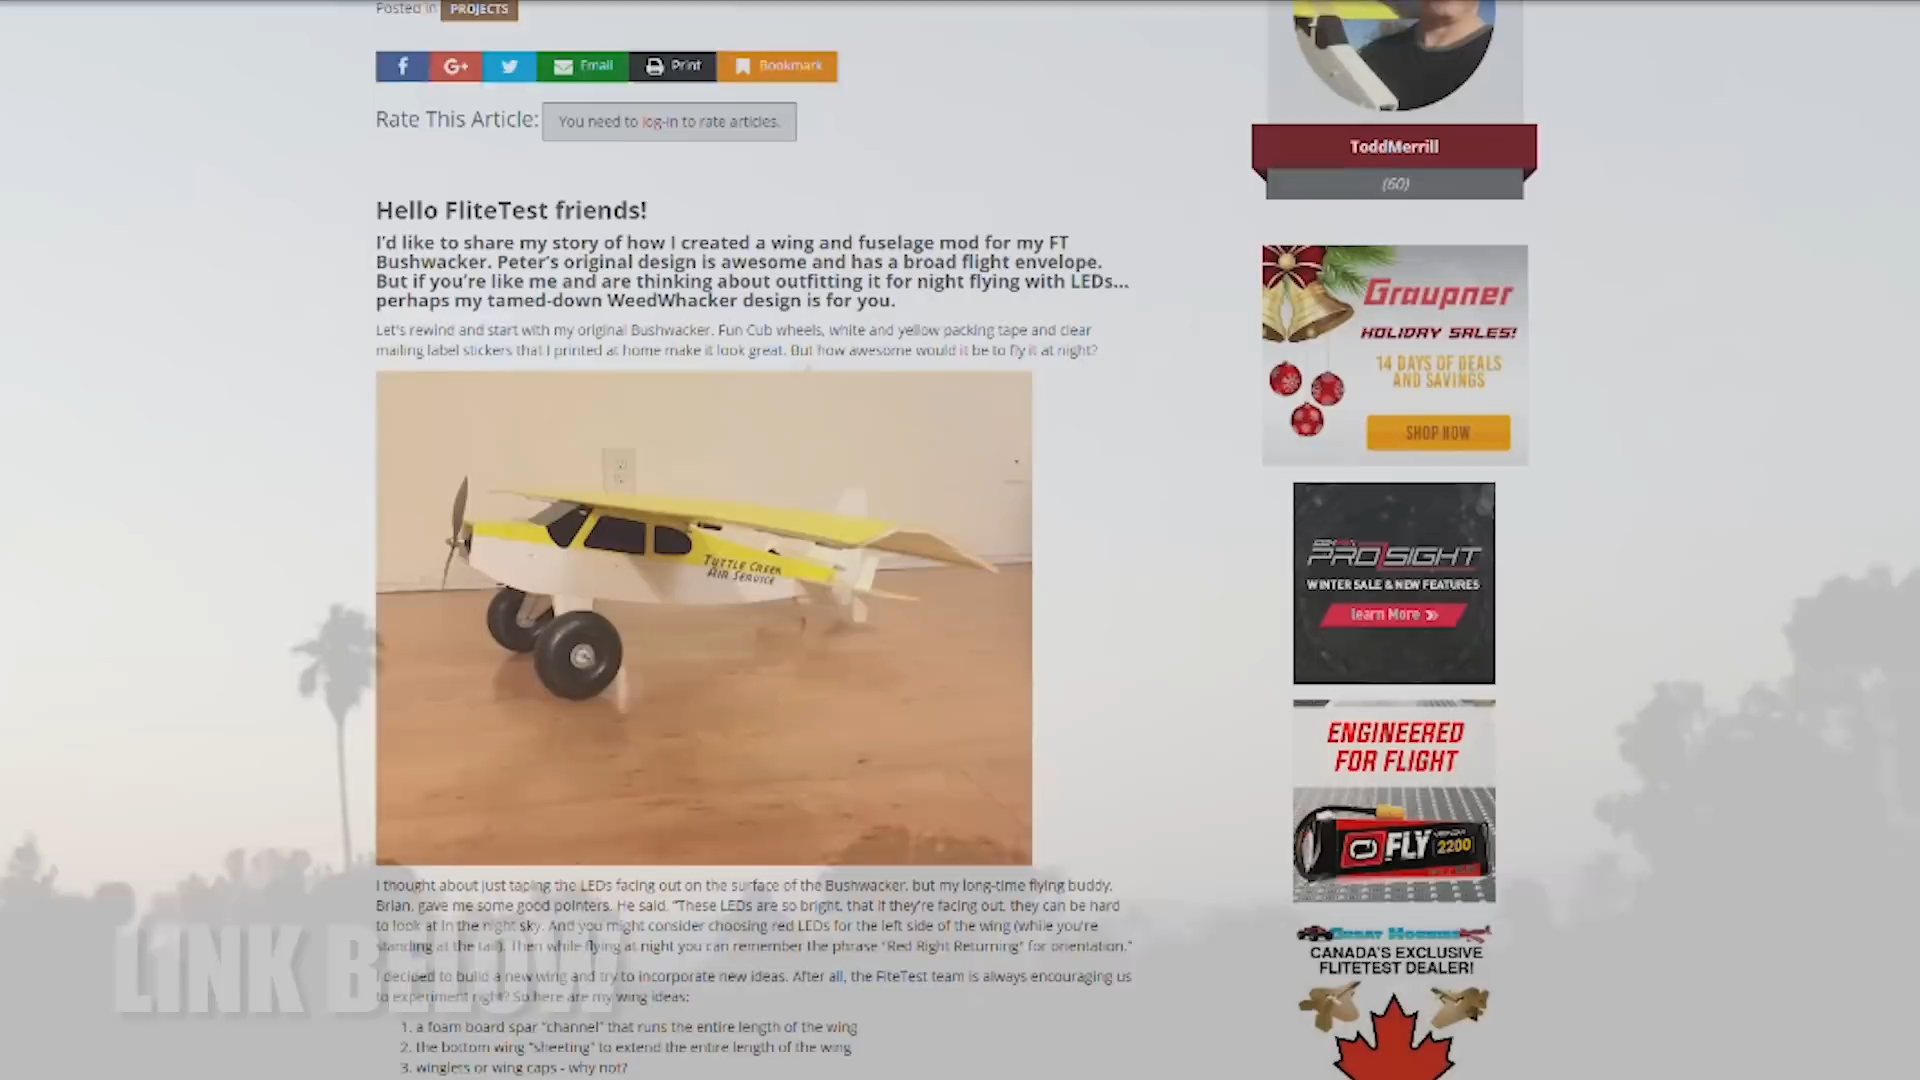 Posted in PROJECTS
f G+ Email Print Bookmark
Rate This Article: You need to log-in to rate articles.
Hello FliteTest friends!
I'd like to share my story of how I created a wing and fuselage mod for my FT
Bushwacker. Peter's original design is awesome and has a broad flight envelope.
But if you're like me and are thinking about outfitting it for night flying with LEDs...
perhaps my tamed-down WeedWhacker design is for you.
Let's rewind and start with my original Bushwacker. Fun Cub wheels, white and yellow packing tape and clear
mailing label stickers that I printed at home make it look great. But how awesome would it be to fly it at night?
TUTTLE CREEK
AIR SERVICE
I thought about just taping the LEDs facing out on the surface of the Bushwacker, but my long-time flying buddy,
Brian, gave me some good pointers. He said, "These LEDs are so bright, that if they're facing out, they can be hard
to look at in the night sky. And you might consider choosing red LEDs for the left side of the wing (while you're
standing at the tail). Then while flying at night you can remember the phrase "Red Right Returning" for orientation."
I decided to build a new wing and try to incorporate new ideas. After all, the FliteTest team is always encouraging us
to experiment right? So here are my wing ideas:
1. a foam board spar "channel" that runs the entire length of the wing
2. the bottom wing "sheeting" to extend the entire length of the wing
3. winglets or wing caps - why not?
LINK BELOW
ToddMerrill
(60)
Graupner
HOLIDAY SALES!
14 DAYS OF DEALS
AND SAVINGS
SHOP NOW
PROSIGHT
WINTER SALE & NEW FEATURES
learn More
ENGINEERED
FOR FLIGHT
FLY VENOM 2200
GREAT HOBBIES
CANADA'S EXCLUSIVE
FLITETEST DEALER!